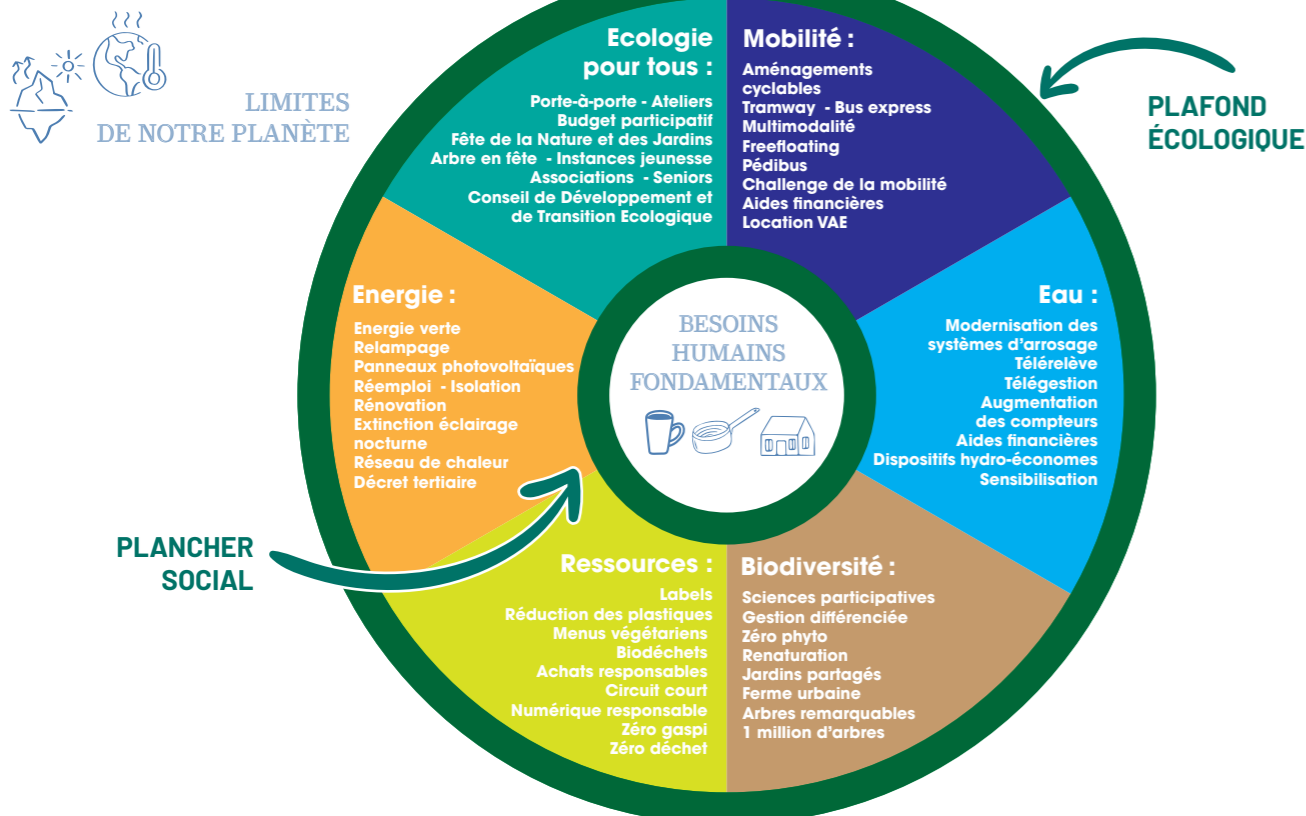 LIMITES
DE NOTRE PLANÈTE
PLAFOND
ÉCOLOGIQUE
Ecologie
pour tous :
Porte-à-porte - Ateliers
Budget participatif
Fête de la Nature et des Jardins
Arbre en fête - Instances jeunesse
Associations - Seniors
Conseil de Développement et
de Transition Ecologique
Mobilité :
Aménagements
cyclables
Tramway - Bus express
Multimodalité
Freefloating
Pédibus
Challenge de la mobilité
Aides financières
Location VAE
Energie :
Energie verte
Relampage
Panneaux photovoltaïques
Réemploi - Isolation
Rénovation
Extinction éclairage
nocturne
Réseau de chaleur
Décret tertiaire
BESOINS
HUMAINS
FONDAMENTAUX
Eau :
Modernisation des
systèmes d'arrosage
Télérelève
Télégestion
Augmentation
des compteurs
Aides financières
Dispositifs hydro-économes
Sensibilisation
PLANCHER
SOCIAL
Ressources :
Labels
Réduction des plastiques
Menus végétariens
Biodéchets
Achats responsables
Circuit court
Numérique responsable
Zéro gaspi
Zéro déchet
Biodiversité :
Sciences participatives
Gestion différenciée
Zéro phyto
Renaturation
Jardins partagés
Ferme urbaine
Arbres remarquables
1 million d'arbres